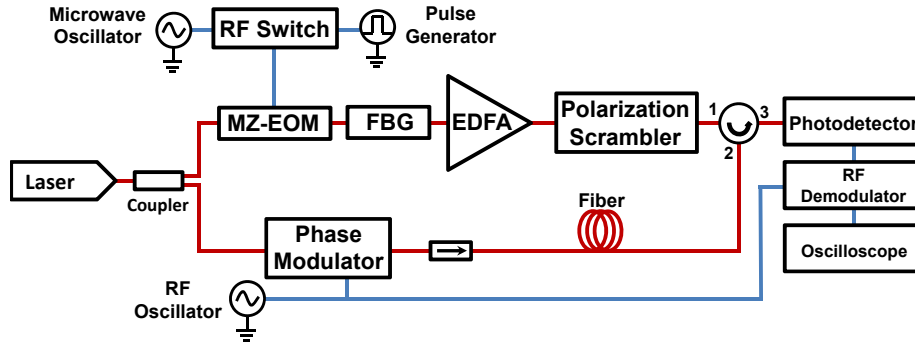 Microwave
Oscillator
RF Switch
Pulse
Generator
MZ-EOM
FBG
EDFA
Polarization
Scrambler
1
3
2
Photodetector
Laser
Coupler
RF
Demodulator
Fiber
Phase
Modulator
Oscilloscope
RF
Oscillator